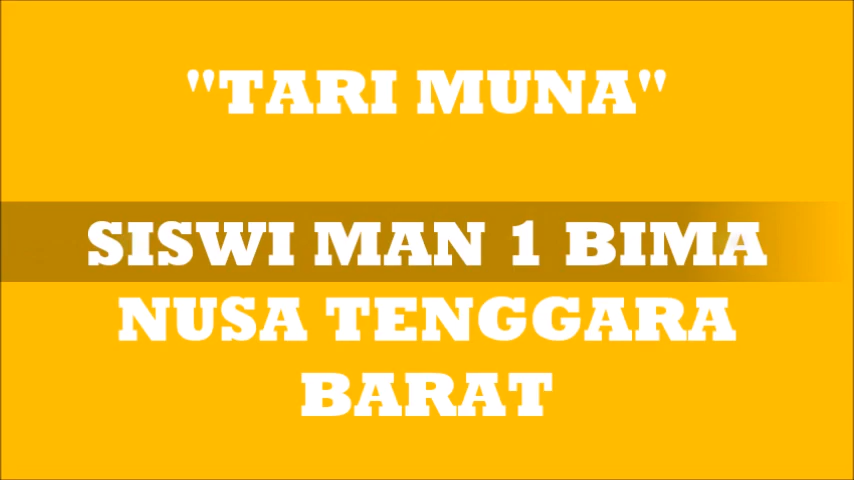 "TARI MUNA"
SISWI MAN 1 BIMA
NUSA TENGGARA
BARAT